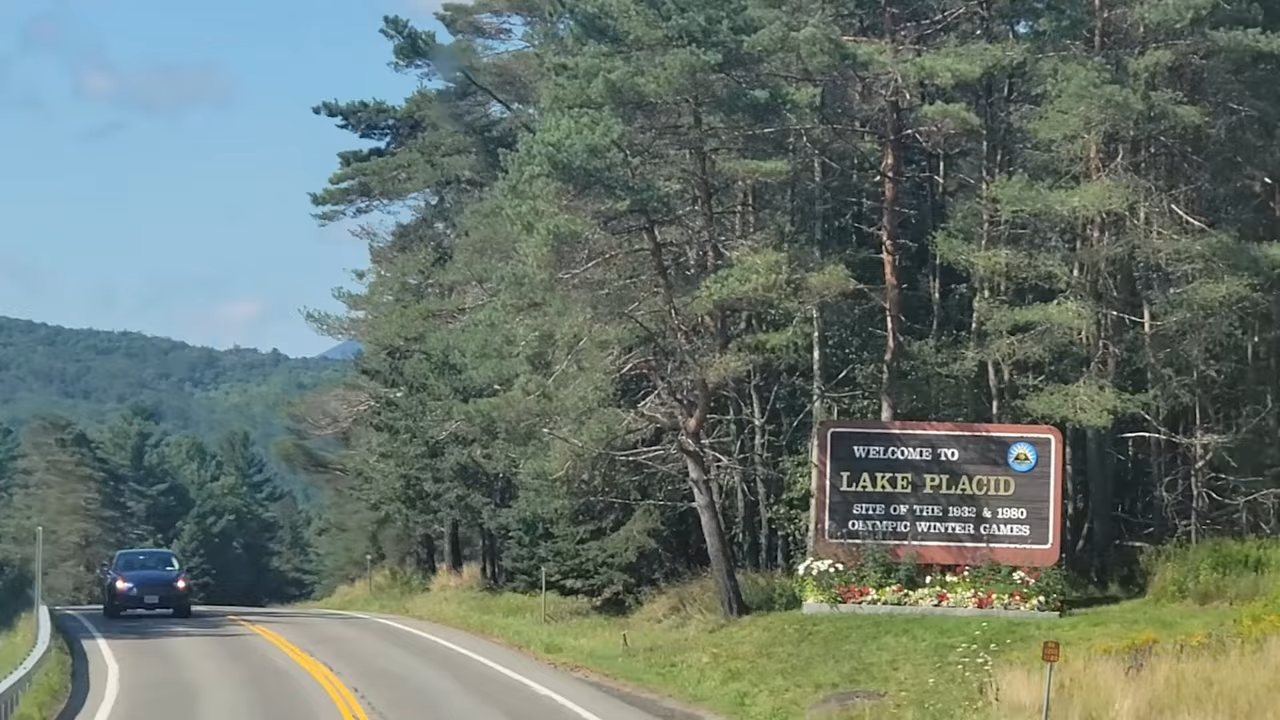 WELCOME TO
LAKE PLACID
SITE OF THE 1932 & 1980
OLYMPIC WINTER GAMES